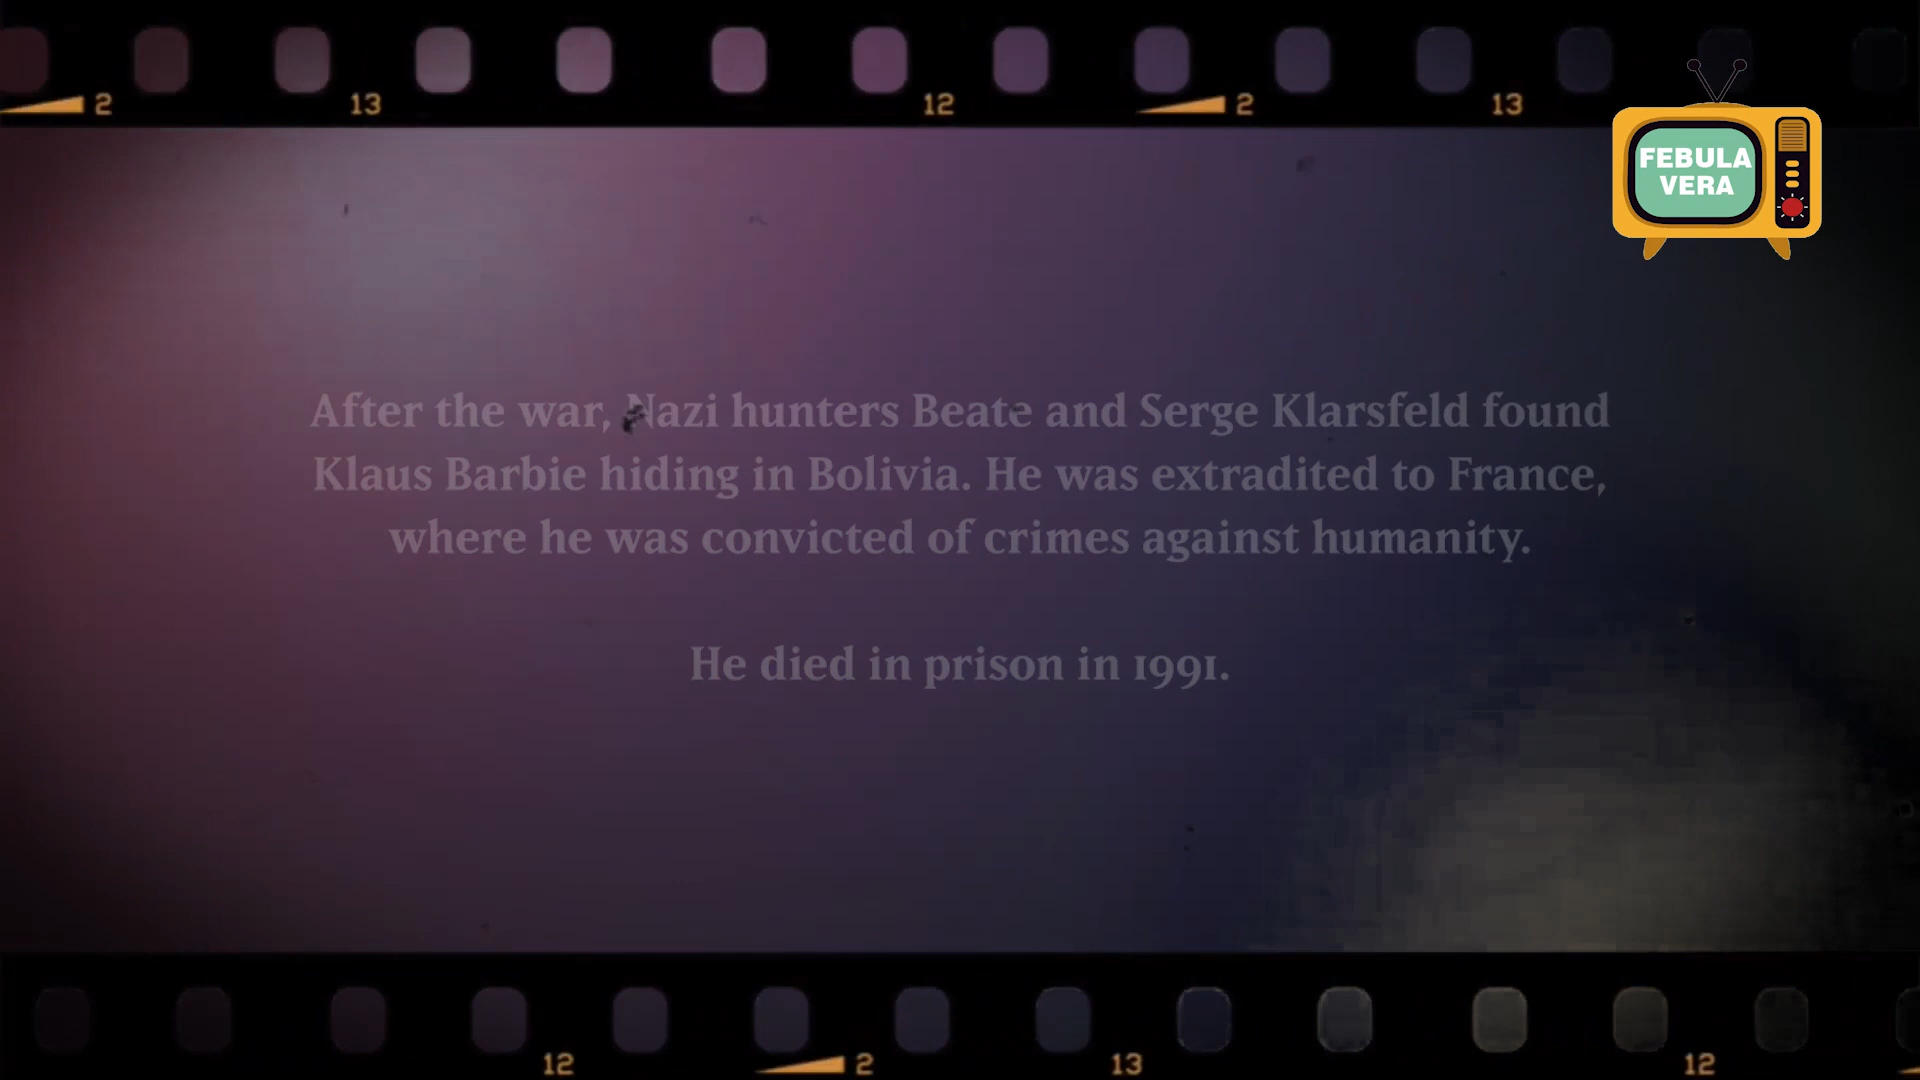 2 13 12 2 13
FEBULA
VERA
After the war, Nazi hunters Beate and Serge Klarsfeld found
Klaus Barbie hiding in Bolivia. He was extradited to France,
where he was convicted of crimes against humanity.
He died in prison in 1991.
12 2 13 12